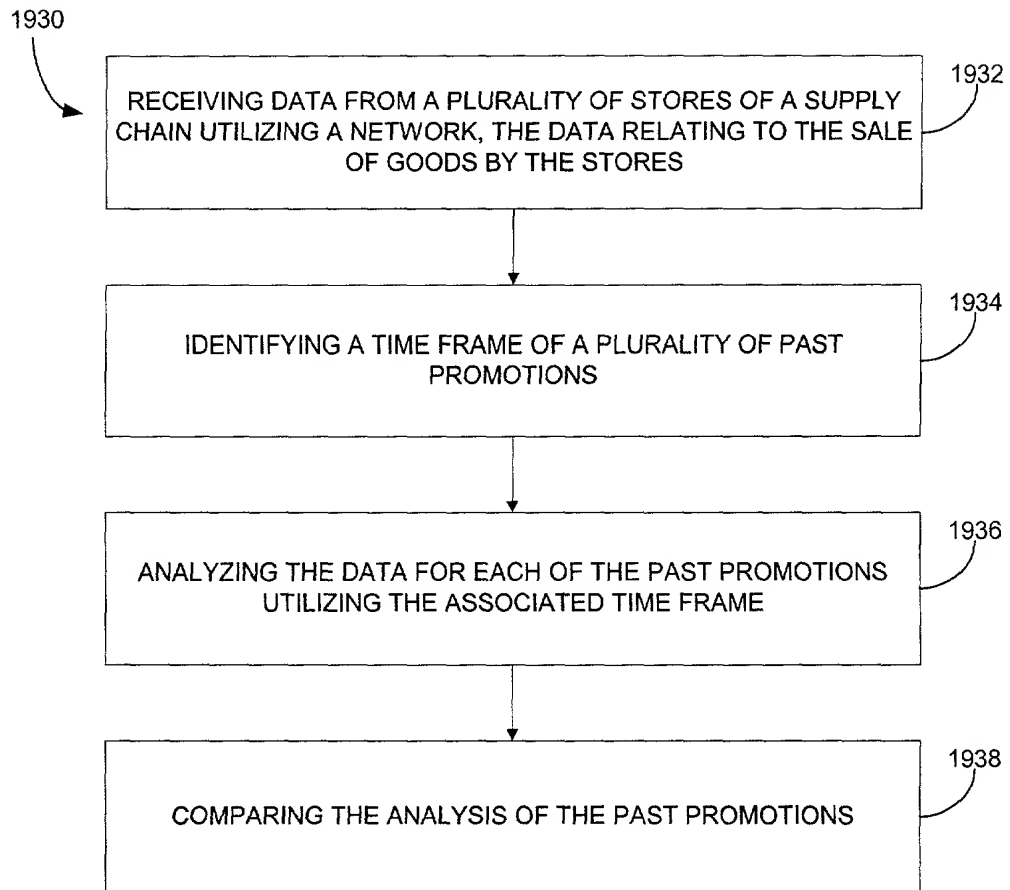 1930
1932
RECEIVING DATA FROM A PLURALITY OF STORES OF A SUPPLY
CHAIN UTILIZING A NETWORK, THE DATA RELATING TO THE SALE
OF GOODS BY THE STORES
1934
IDENTIFYING A TIME FRAME OF A PLURALITY OF PAST
PROMOTIONS
1936
ANALYZING THE DATA FOR EACH OF THE PAST PROMOTIONS
UTILIZING THE ASSOCIATED TIME FRAME
1938
COMPARING THE ANALYSIS OF THE PAST PROMOTIONS